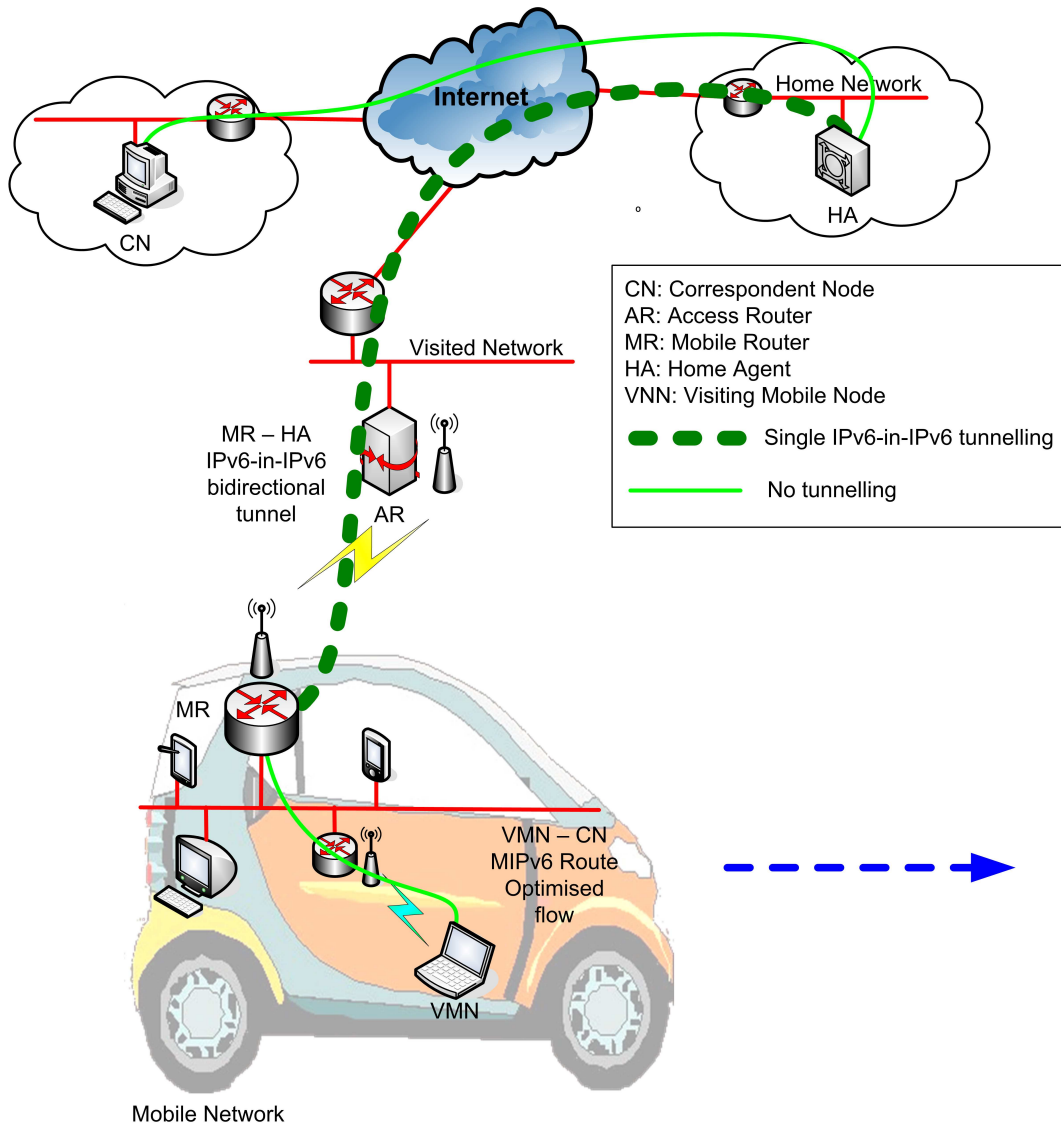 Internet
Home Network
CN
HA
CN: Correspondent Node
AR: Access Router
MR: Mobile Router
HA: Home Agent
VNN: Visiting Mobile Node
Single IPv6-in-IPv6 tunnelling
No tunnelling
Visited Network
MR – HA
IPv6-in-IPv6
bidirectional
tunnel
AR
MR
VMN – CN
MIPv6 Route
Optimised
flow
VMN
Mobile Network